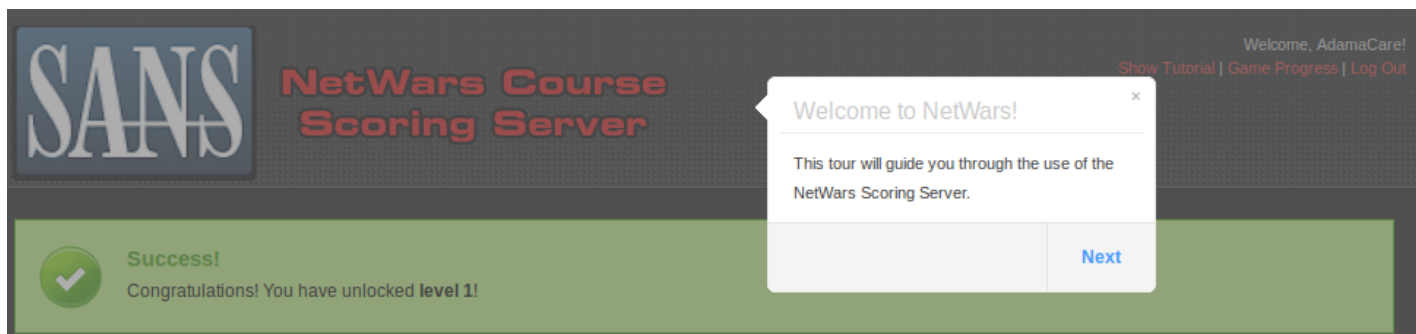 SANS
NetWars Course
Scoring Server
Welcome, AdamaCare!
Show Tutorial | Game Progress | Log Out
Welcome to NetWars!
×
This tour will guide you through the use of the
NetWars Scoring Server.
Next
Success!
Congratulations! You have unlocked level 1!